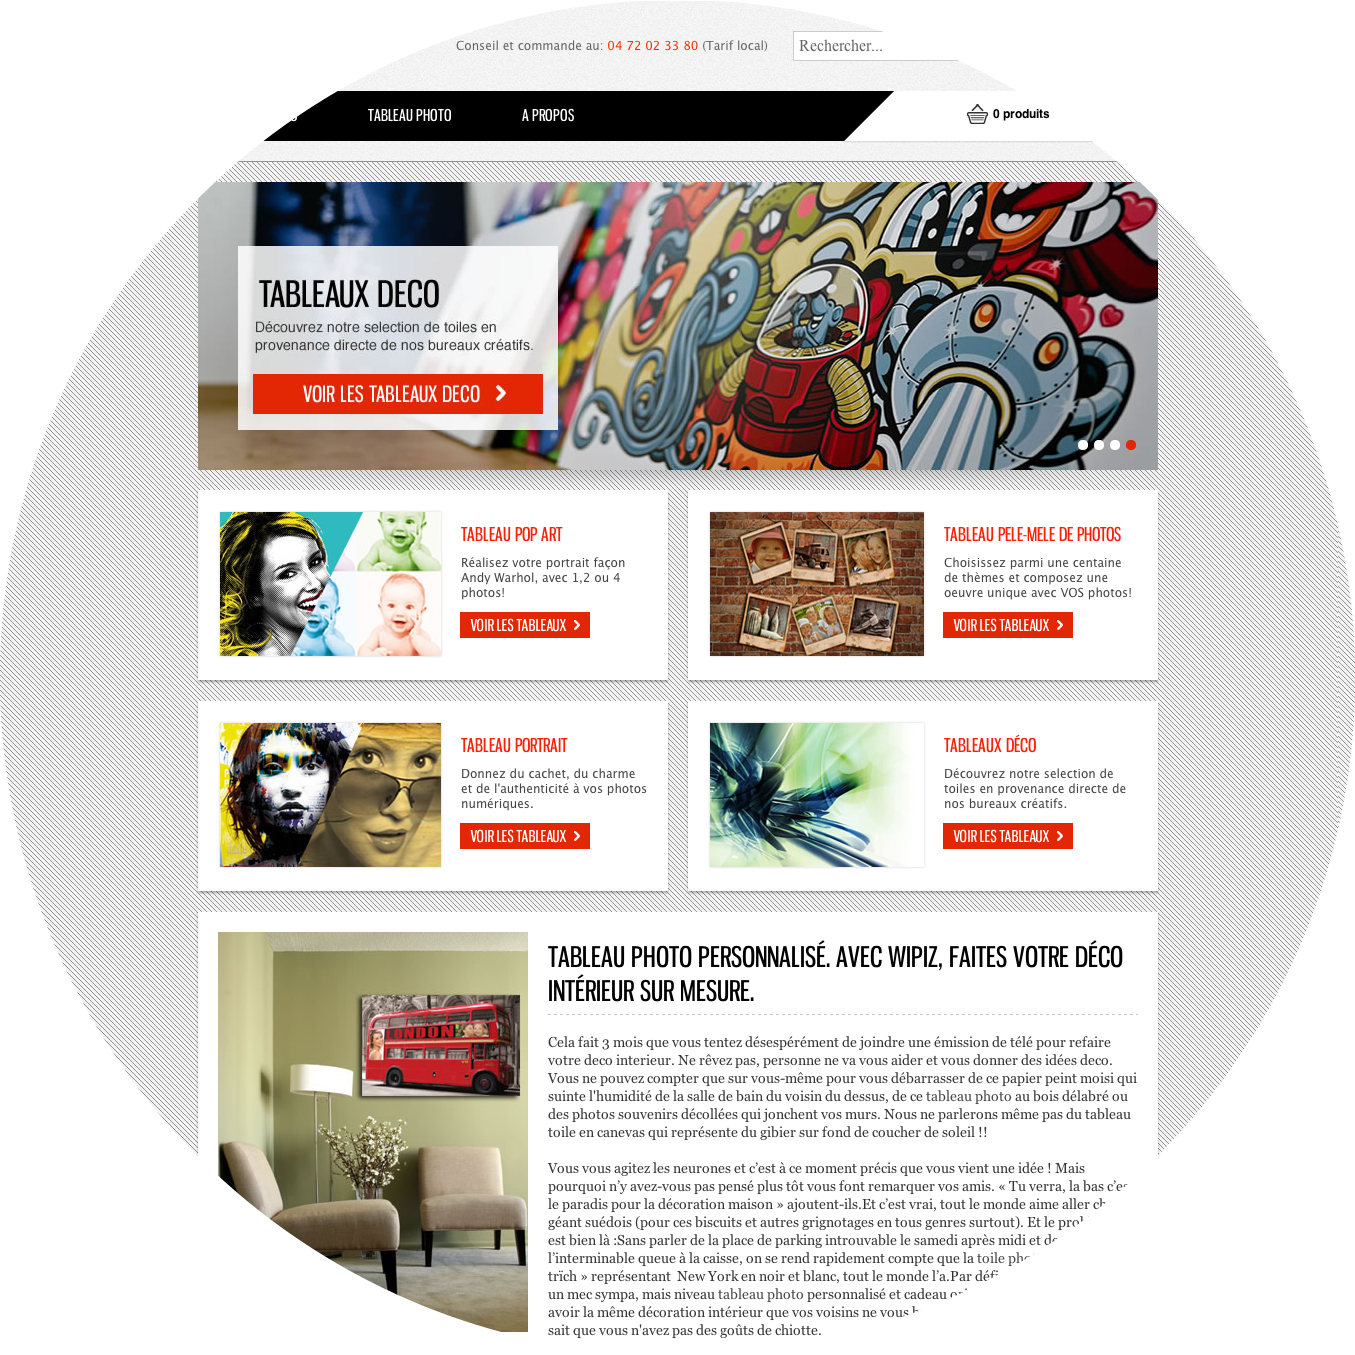 Conseil et commande au: 04 72 02 33 80 (Tarif local)
Rechercher...
TABLEAU PHOTO
A PROPOS
0 produits
TABLEAUX DECO
Découvrez notre selection de toiles en
provenance directe de nos bureaux créatifs.
VOIR LES TABLEAUX DECO
TABLEAU POP ART
Réalisez votre portrait façon
Andy Warhol, avec 1,2 ou 4
photos!
VOIR LES TABLEAUX
TABLEAU PELE-MELE DE PHOTOS
Choisissez parmi une centaine
de thèmes et composez une
oeuvre unique avec VOS photos!
VOIR LES TABLEAUX
TABLEAU PORTRAIT
Donnez du cachet, du charme
et de l'authenticité à vos photos
numériques.
VOIR LES TABLEAUX
TABLEAUX DÉCO
Découvrez notre selection de
toiles en provenance directe de
nos bureaux créatifs.
VOIR LES TABLEAUX
LONDON
TABLEAU PHOTO PERSONNALISÉ. AVEC WIPIZ, FAITES VOTRE DÉCO
INTÉRIEUR SUR MESURE.
Cela fait 3 mois que vous tentez désespérément de joindre une émission de télé pour refaire
votre deco interieur. Ne rêvez pas, personne ne va vous aider et vous donner des idées deco.
Vous ne pouvez compter que sur vous-même pour vous débarrasser de ce papier peint moisi qui
suinte l'humidité de la salle de bain du voisin du dessus, de ce tableau photo au bois délabré ou
des photos souvenirs décollées qui jonchent vos murs. Nous ne parlerons même pas du tableau
toile en canevas qui représente du gibier sur fond de coucher de soleil !!
Vous vous agitez les neurones et c’est à ce moment précis que vous vient une idée ! Mais
pourquoi n’y avez-vous pas pensé plus tôt vous font remarquer vos amis. « Tu verra, la bas c’es
le paradis pour la décoration maison » ajoutent-ils.Et c’est vrai, tout le monde aime aller
géant suédois (pour ces biscuits et autres grignotages en tous genres surtout). Et le
est bien là :Sans parler de la place de parking introuvable le samedi après midi et
l’interminable queue à la caisse, on se rend rapidement compte que la toile
trïch » représentant New York en noir et blanc, tout le monde l’a.Par
un mec sympa, mais niveau tableau photo personnalisé et cadeau
avoir la même décoration intérieur que vos voisins ne vous
sait que vous n'avez pas des goûts de chiotte.